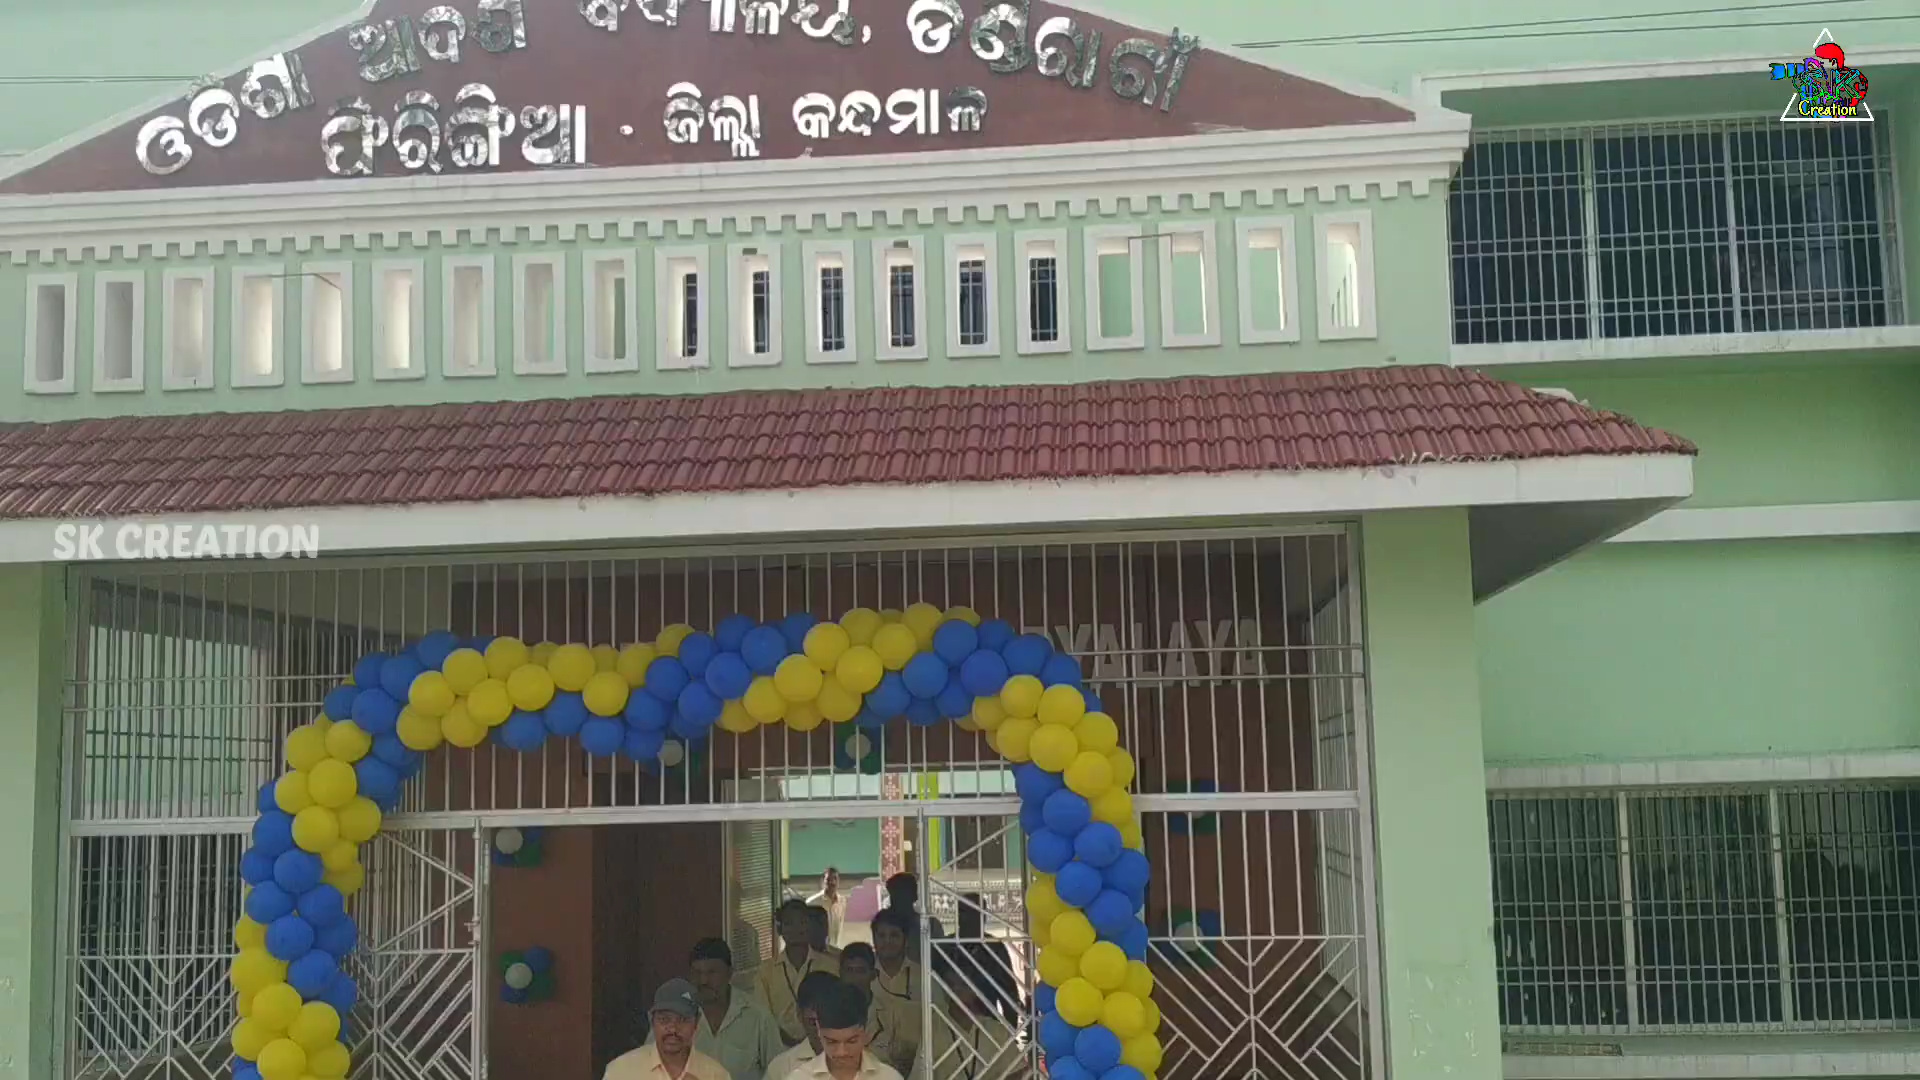 ଓଡିଶା ଆଦର୍ଶ ବିଦ୍ୟାଳୟ, ଡିଣ୍ଡିରାଗାଁ
ଫିରିଙ୍ଗିଆ · ଜିଲ୍ଲା କନ୍ଧମାଳ
Creation
SK CREATION